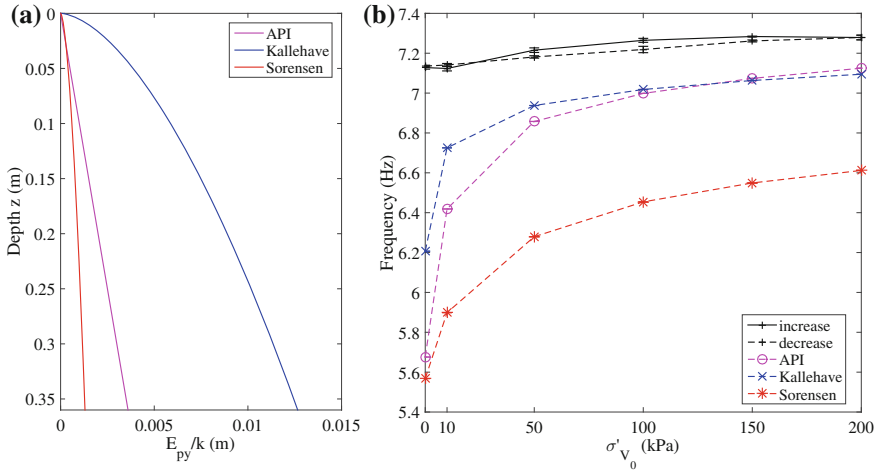 (a)
0
0.05
0.1
0.15
0.2
0.25
0.3
Depth z (m)
0
0.005
0.01
0.015
E_py/k (m)
API
Kallehave
Sorensen
(b)
7.4
7.2
7
6.8
6.6
6.4
6.2
6
5.8
5.6
5.4
Frequency (Hz)
0
10
50
100
150
200
σ'_V_0 (kPa)
increase
decrease
API
Kallehave
Sorensen